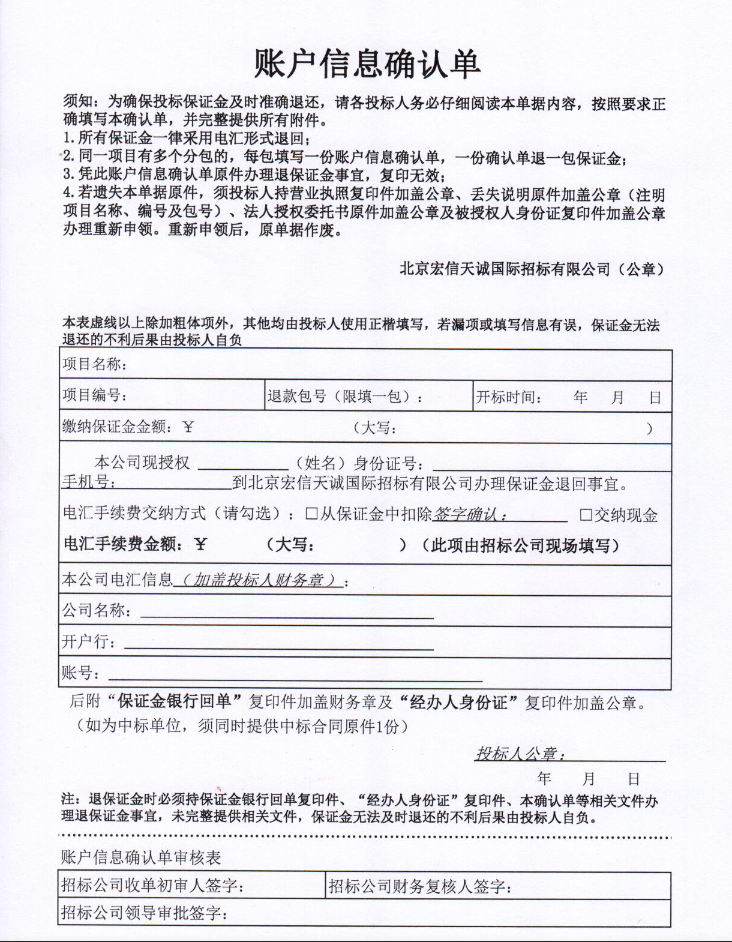 账户信息确认单
须知：为确保投标保证金及时准确退还，请各投标人务必仔细阅读本单据内容，按照要求正
确填写本确认单，并完整提供所有附件。
1.所有保证金一律采用电汇形式退回；
2.同一项目有多个分包的，每包填写一份账户信息确认单，一份确认单退一包保证金；
3.凭此账户信息确认单原件办理退保证金事宜，复印无效；
4.若遗失本单据原件，须投标人持营业执照复印件加盖公章、丢失说明原件加盖公章（注明
项目名称、编号及包号）、法人授权委托书原件加盖公章及被授权人身份证复印件加盖公章
办理重新申领。重新申领后，原单据作废。
北京宏信天诚国际招标有限公司（公章）
本表虚线以上除加粗体项外，其他均由投标人使用正楷填写，若漏项或填写信息有误，保证金无法
退还的不利后果由投标人自负
项目名称：
项目编号： 退款包号（限填一包）： 开标时间： 年 月 日
缴纳保证金金额：￥ （大写： ）
本公司现授权 （姓名）身份证号：
手机号： 到北京宏信天诚国际招标有限公司办理保证金退回事宜。
电汇手续费交纳方式（请勾选）：□从保证金中扣除签字确认： □交纳现金
电汇手续费金额：￥ （大写： ）（此项由招标公司现场填写）
本公司电汇信息（加盖投标人财务章）：
公司名称：
开户行：
账号：
后附“保证金银行回单”复印件加盖财务章及“经办人身份证”复印件加盖公章。
（如为中标单位，须同时提供中标合同原件1份）
投标人公章：
年 月 日
注：退保证金时必须持保证金银行回单复印件、“经办人身份证”复印件、本确认单等相关文件办
理退保证金事宜，未完整提供相关文件，保证金无法及时退还的不利后果由投标人自负。
账户信息确认单审核表
招标公司收单初审人签字： 招标公司财务复核人签字：
招标公司领导审批签字：